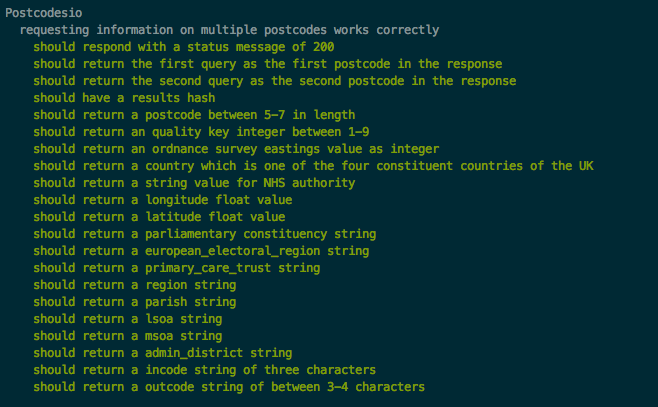 Postcodesio
requesting information on multiple postcodes works correctly
should respond with a status message of 200
should return the first query as the first postcode in the response
should return the second query as the second postcode in the response
should have a results hash
should return a postcode between 5-7 in length
should return an quality key integer between 1-9
should return an ordnance survey eastings value as integer
should return a country which is one of the four constituent countries of the UK
should return a string value for NHS authority
should return a longitude float value
should return a latitude float value
should return a parliamentary constituency string
should return a european_electoral_region string
should return a primary_care_trust string
should return a region string
should return a parish string
should return a lsoa string
should return a msoa string
should return a admin_district string
should return a incode string of three characters
should return a outcode string of between 3-4 characters